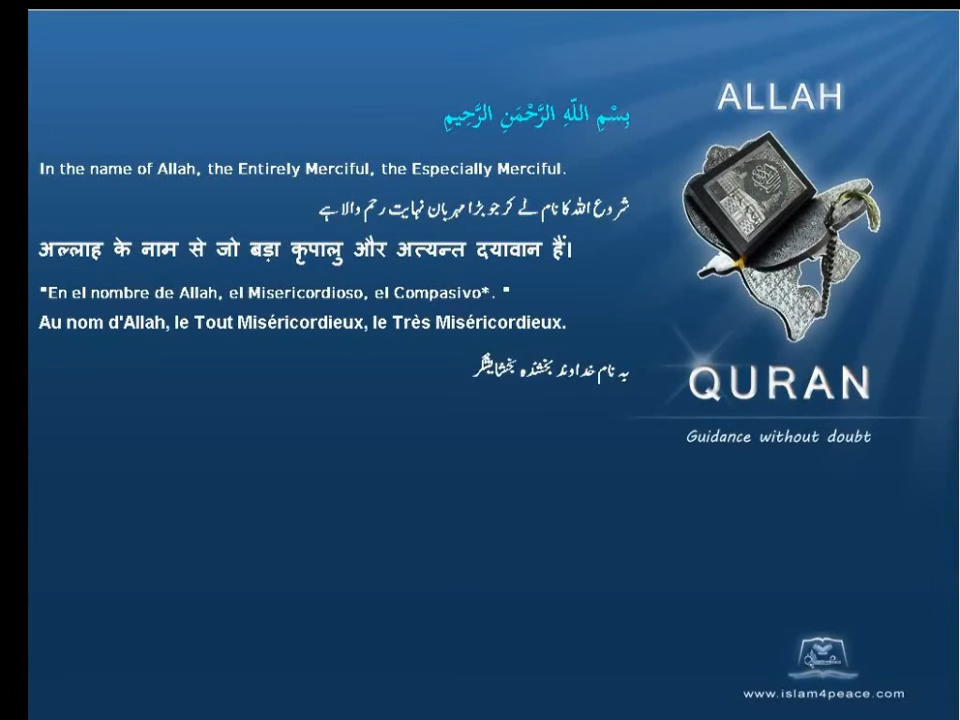 بِسْمِ اللَّهِ الرَّحْمَنِ الرَّحِيمِ
In the name of Allah, the Entirely Merciful, the Especially Merciful.
شروع الله کا نام لے کر جو بڑا مہربان نہایت رحم والا ہے
अल्लाह के नाम से जो बड़ा कृपालु और अत्यन्त दयावान हैं।
"En el nombre de Allah, el Misericordioso, el Compasivo*. "
Au nom d'Allah, le Tout Miséricordieux, le Très Miséricordieux.
به نام خداوند بخشنده بخشایشگر
ALLAH
QURAN
Guidance without doubt
www.islam4peace.com